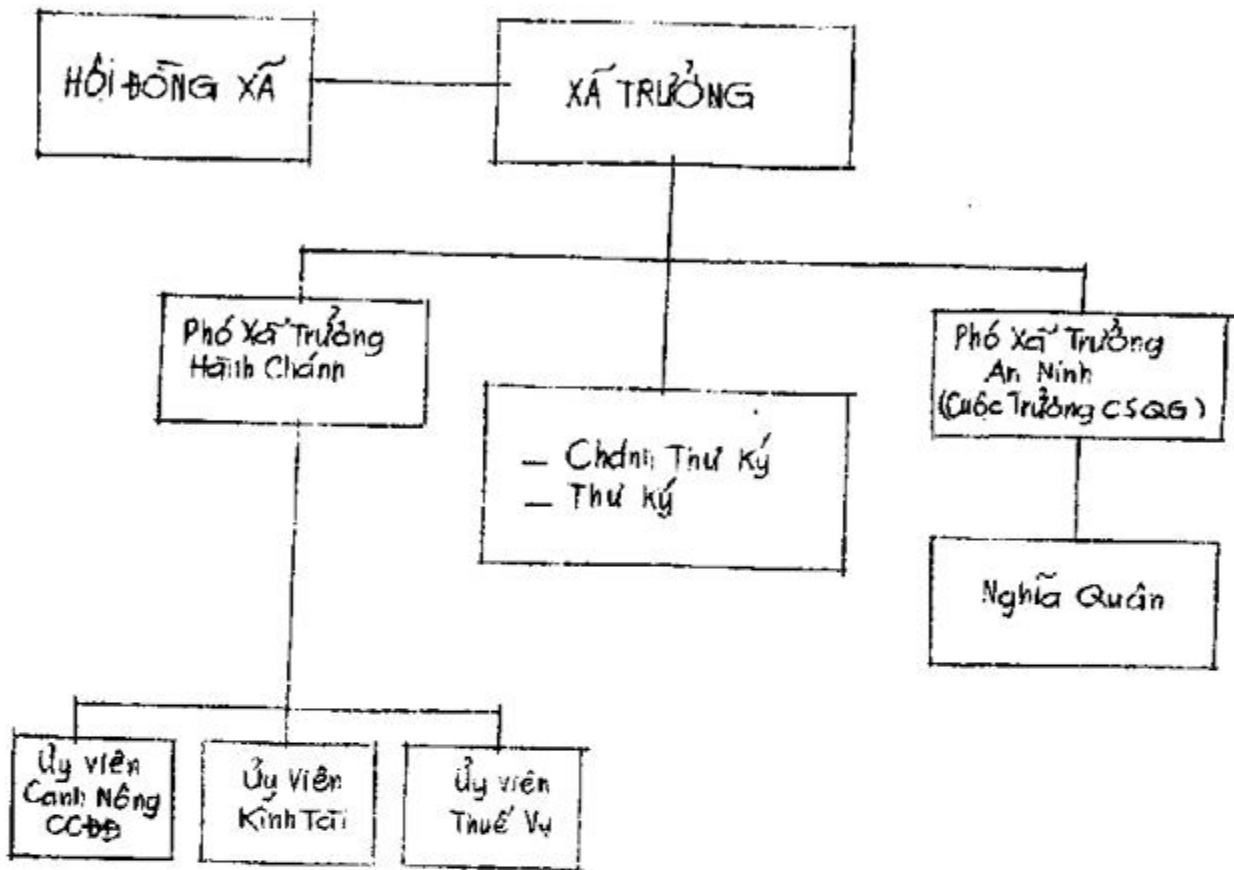 HỘI ĐỒNG XÃ
XÃ TRƯỞNG
Phó Xã Trưởng
Hành Chánh
Phó Xã Trưởng
An Ninh
(Cuộc Trưởng CSQG)
— Chánh Thư Ký
— Thư Ký
Nghĩa Quân
Ủy viên
Canh Nông
CCĐĐ
Ủy Viên
Kinh Tài
Ủy viên
Thuế Vụ